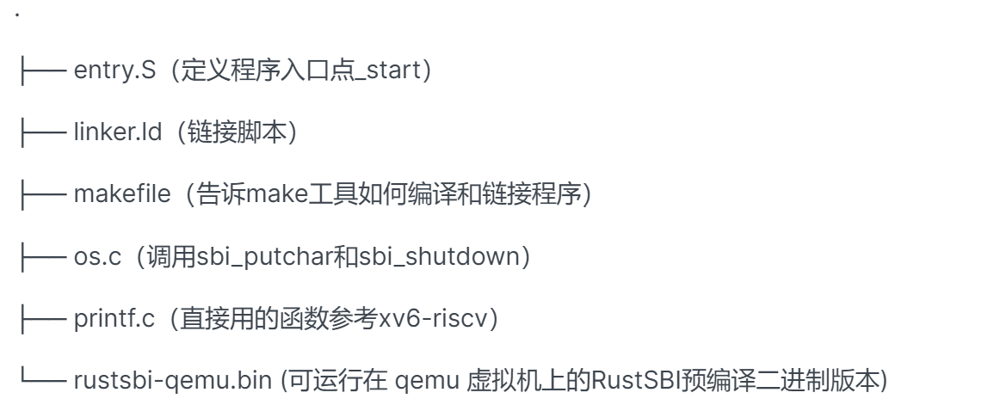 .
├── entry.S（定义程序入口点_start）
├── linker.ld（链接脚本）
├── makefile（告诉make工具如何编译和链接程序）
├── os.c（调用sbi_putchar和sbi_shutdown）
├── printf.c（直接用的函数参考xv6-riscv）
└── rustsbi-qemu.bin (可运行在 qemu 虚拟机上的RustSBI预编译二进制版本)